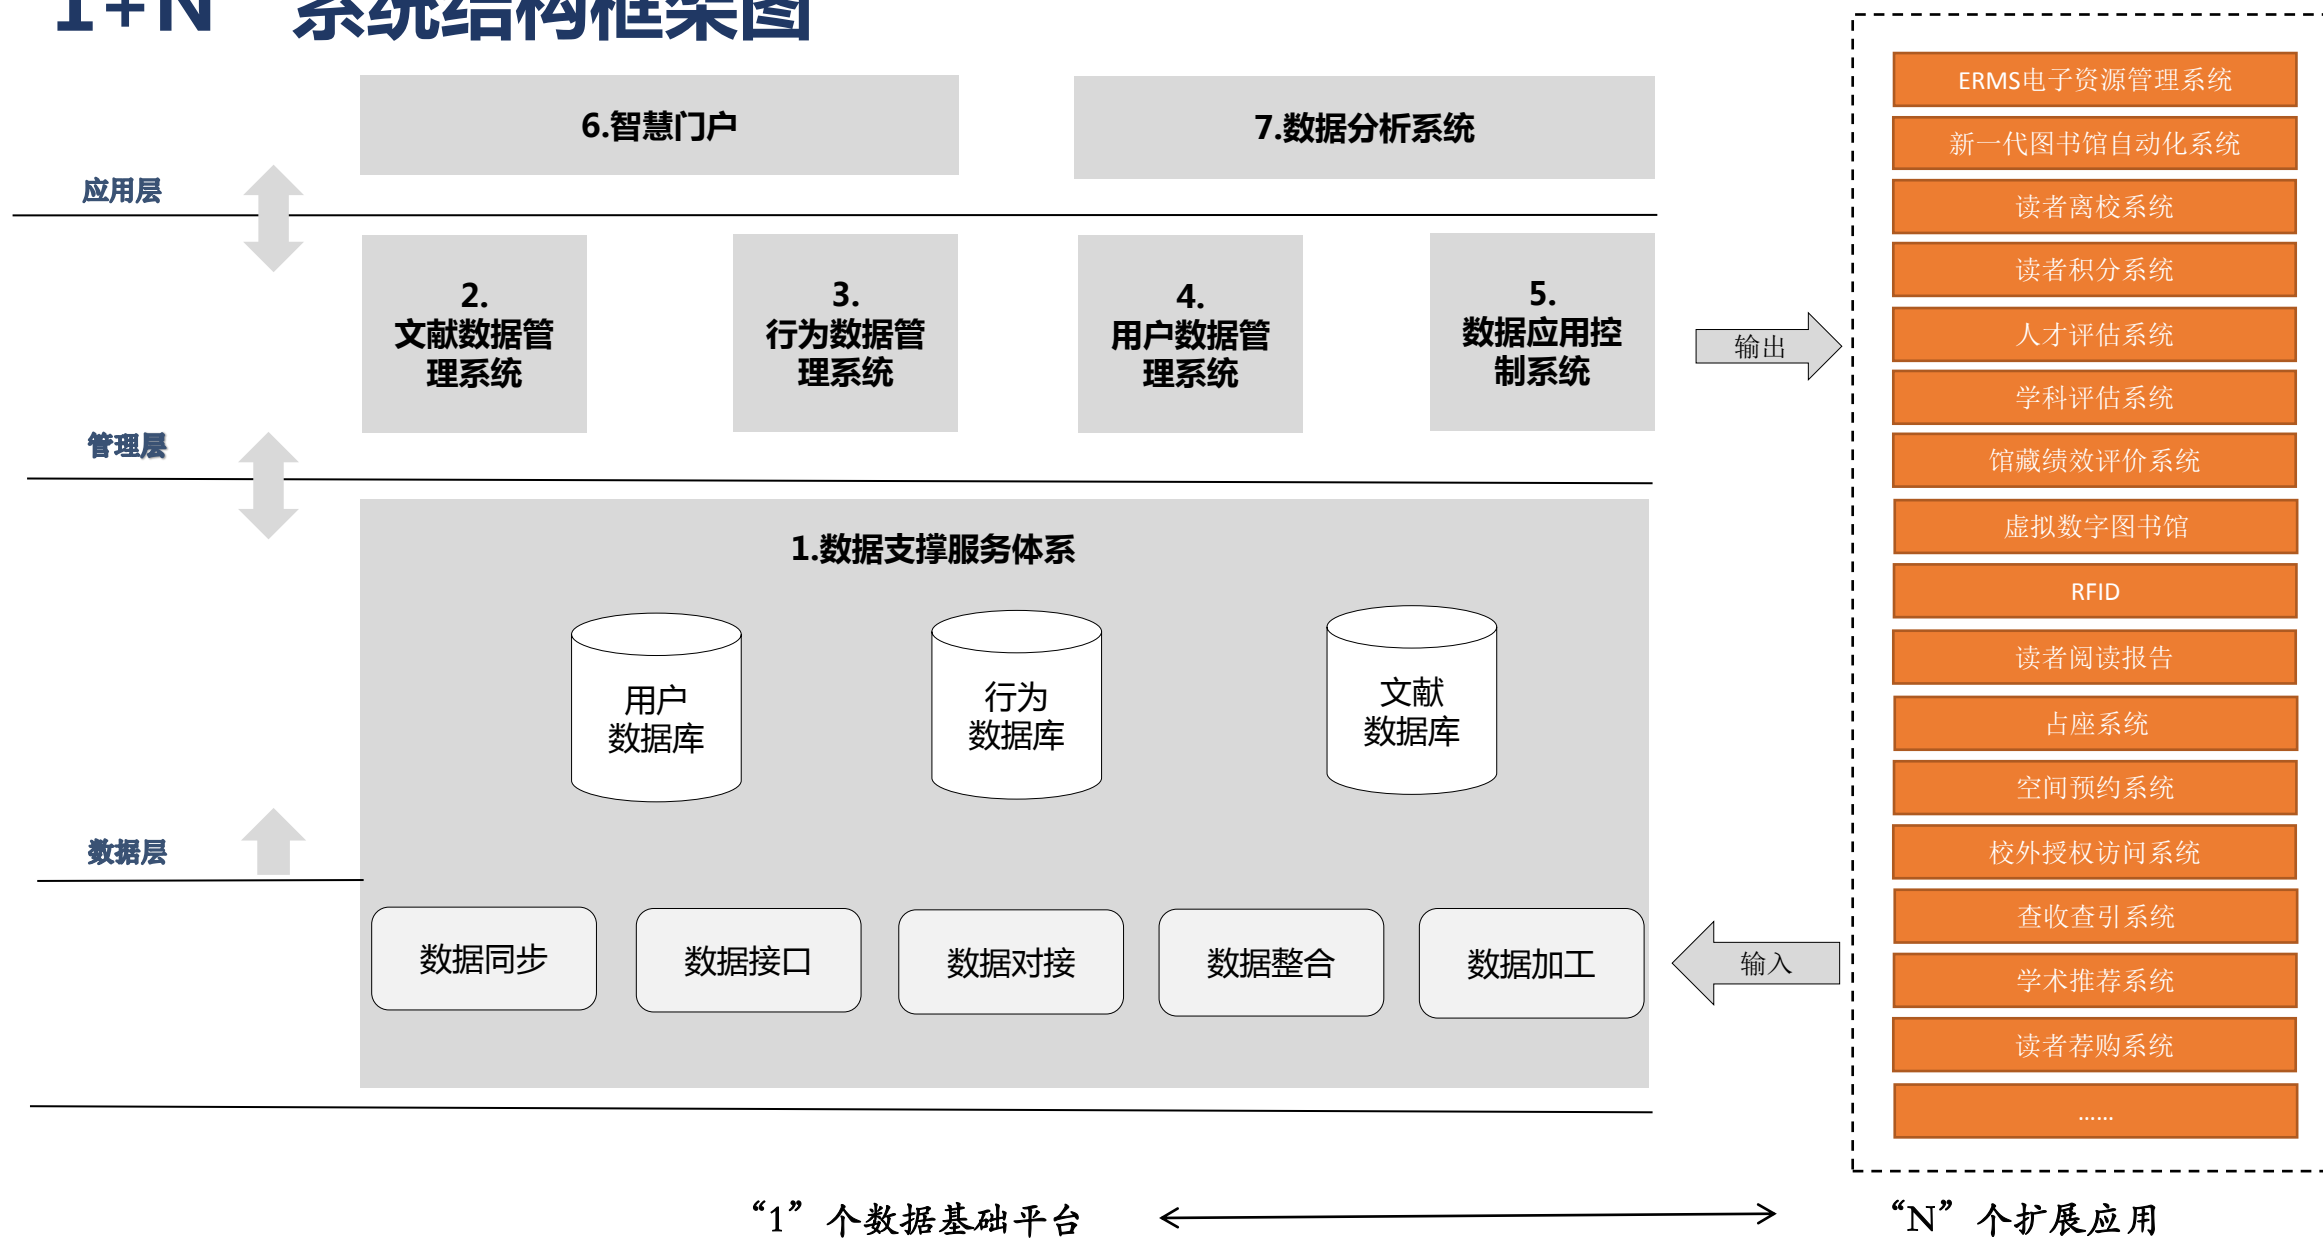 1+N 系统结构框架图
6.智慧门户
7.数据分析系统
应用层
2.
文献数据管
理系统
3.
行为数据管
理系统
4.
用户数据管
理系统
5.
数据应用控
制系统
管理层
1.数据支撑服务体系
用户
数据库
行为
数据库
文献
数据库
数据层
数据同步
数据接口
数据对接
数据整合
数据加工
输出
输入
ERMS电子资源管理系统
新一代图书馆自动化系统
读者离校系统
读者积分系统
人才评估系统
学科评估系统
馆藏绩效评价系统
虚拟数字图书馆
RFID
读者阅读报告
占座系统
空间预约系统
校外授权访问系统
查收查引系统
学术推荐系统
读者荐购系统
……
“1”个数据基础平台
“N”个扩展应用